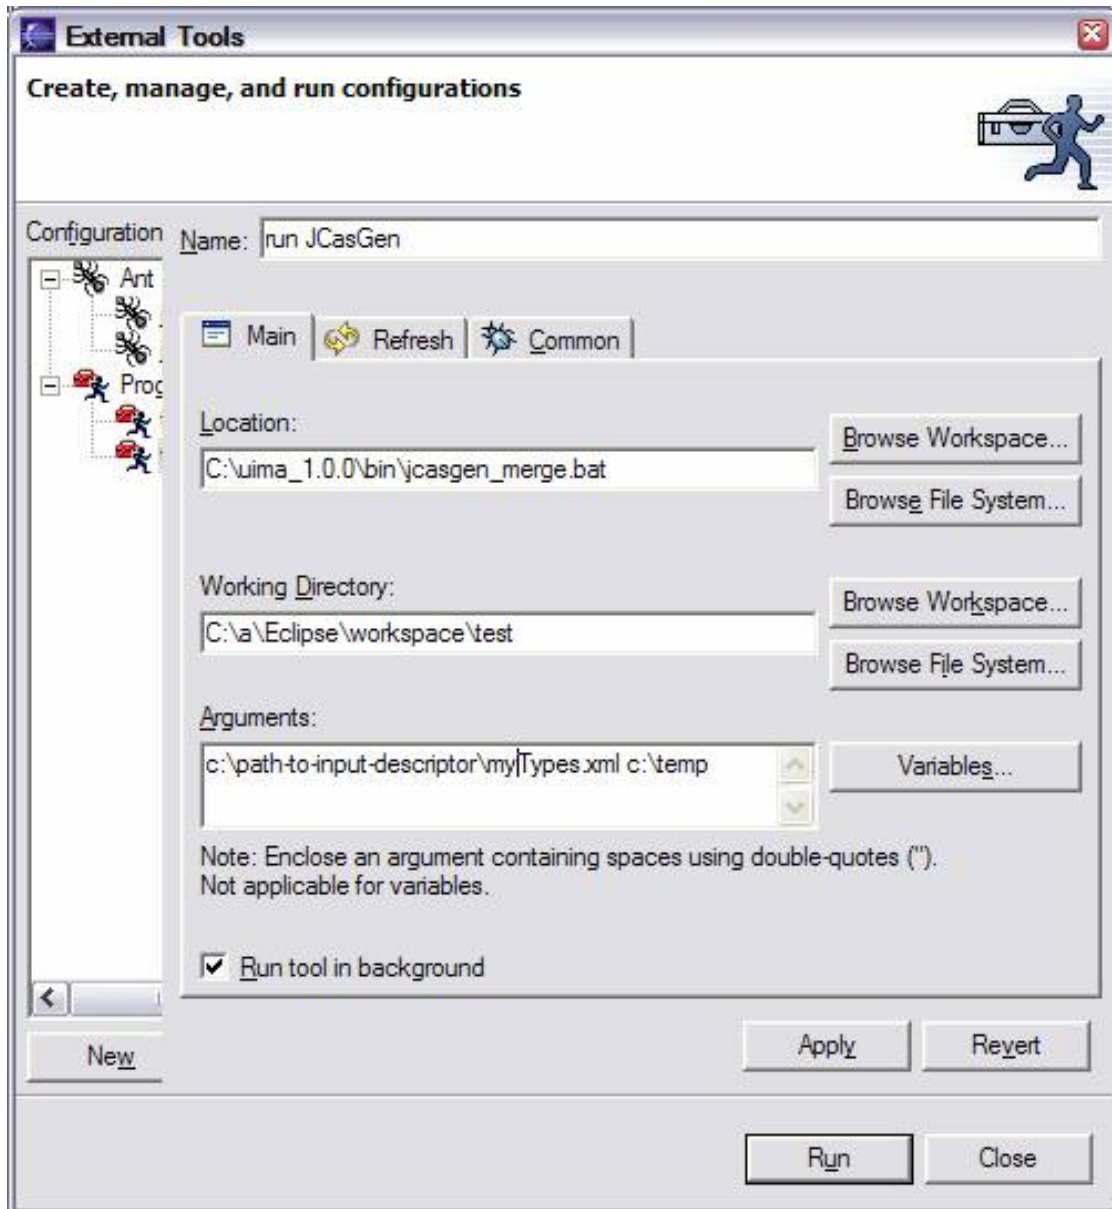 External Tools
Create, manage, and run configurations
Configuration
Ant
Prog
New
Name: run JCasGen
Main Refresh Common
Location:
C:\uima_1.0.0\bin\jcasgen_merge.bat
Browse Workspace...
Browse File System...
Working Directory:
C:\a\Eclipse\workspace\test
Browse Workspace...
Browse File System...
Arguments:
c:\path-to-input-descriptor\myTypes.xml c:\temp
Variables...
Note: Enclose an argument containing spaces using double-quotes (").
Not applicable for variables.
Run tool in background
Apply Revert
Run Close